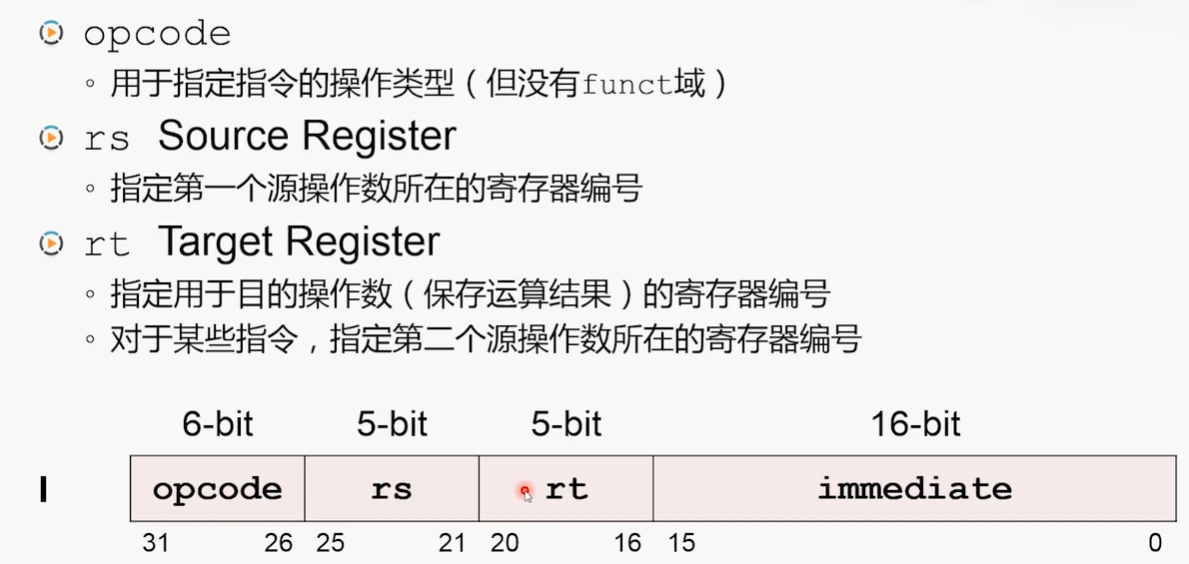 opcode
用于指定指令的操作类型（但没有funct域）
rs Source Register
指定第一个源操作数所在的寄存器编号
rt Target Register
指定用于目的操作数（保存运算结果）的寄存器编号
对于某些指令，指定第二个源操作数所在的寄存器编号
6-bit 5-bit 5-bit 16-bit
I opcode rs rt immediate
31 26 25 21 20 16 15 0